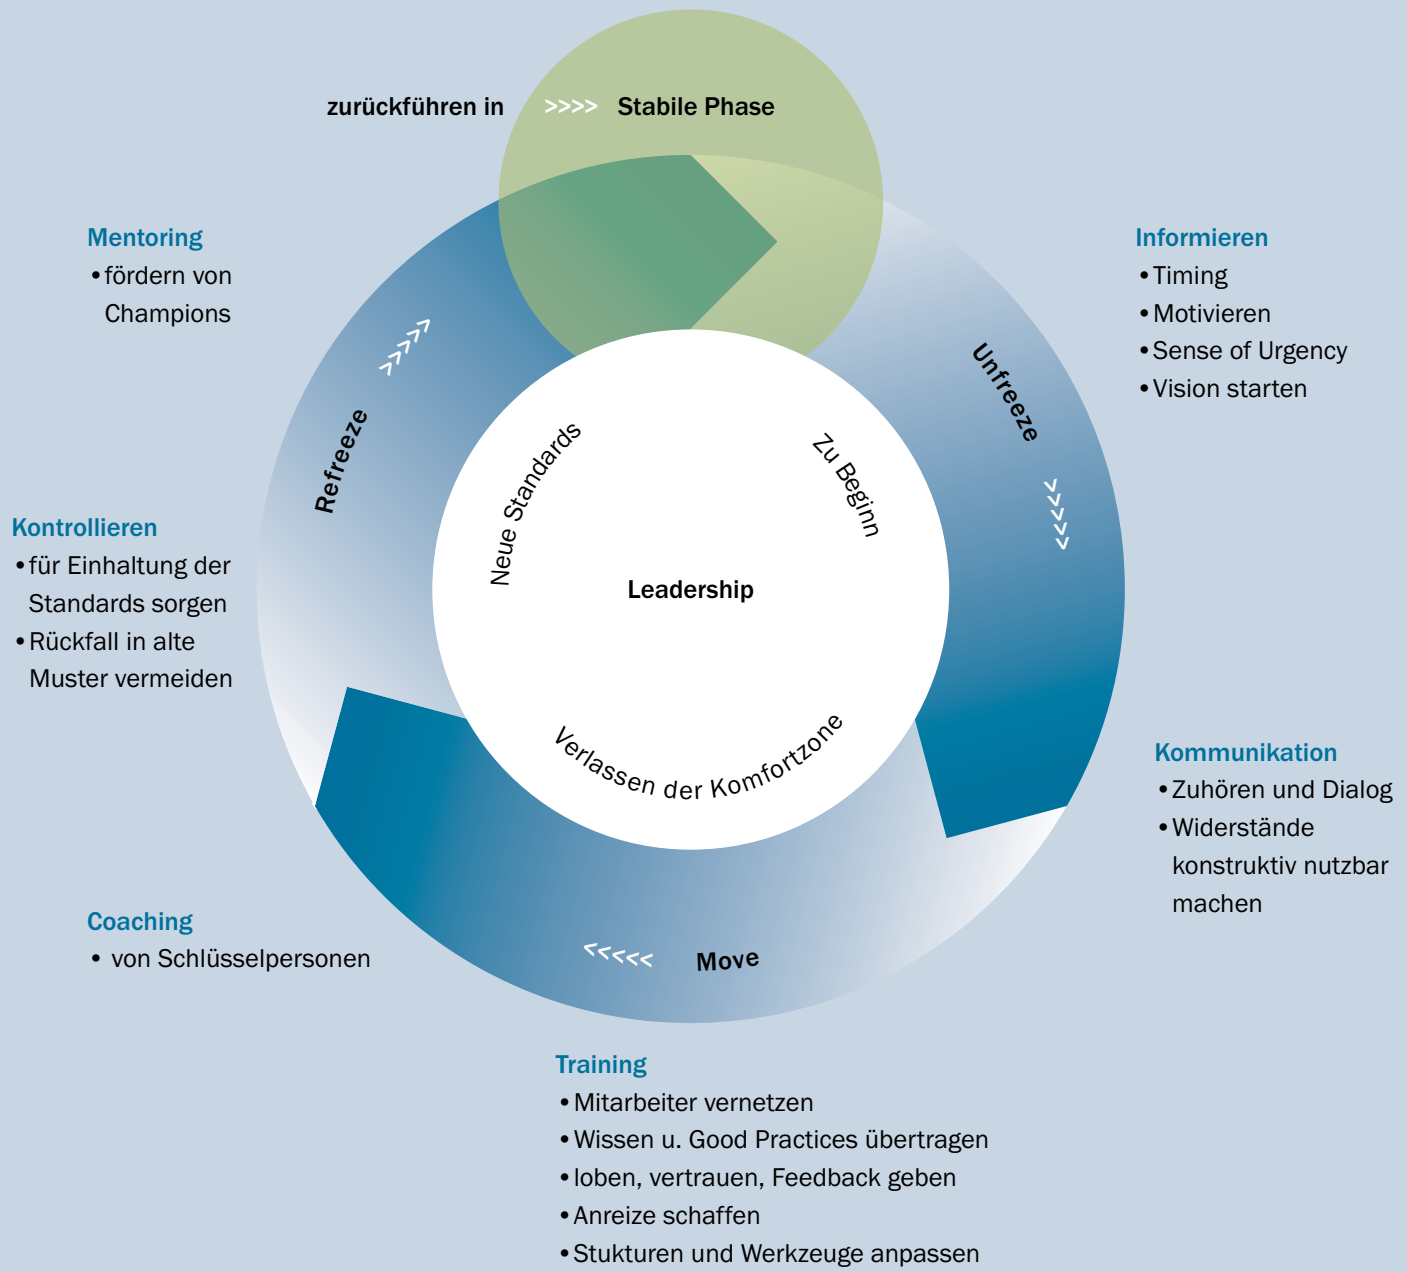 zurückführen in >>>> Stabile Phase
Mentoring
•fördern von
Champions
Informieren
•Timing
•Motivieren
•Sense of Urgency
•Vision starten
Unfreeze >>>>>
Refreeze >>>>>
Neue Standards
Zu Beginn
Leadership
Verlassen der Komfortzone
Kontrollieren
•für Einhaltung der
Standards sorgen
•Rückfall in alte
Muster vermeiden
Kommunikation
•Zuhören und Dialog
•Widerstände
konstruktiv nutzbar
machen
Coaching
• von Schlüsselpersonen
<<<<< Move
Training
•Mitarbeiter vernetzen
•Wissen u. Good Practices übertragen
•loben, vertrauen, Feedback geben
•Anreize schaffen
•Stukturen und Werkzeuge anpassen